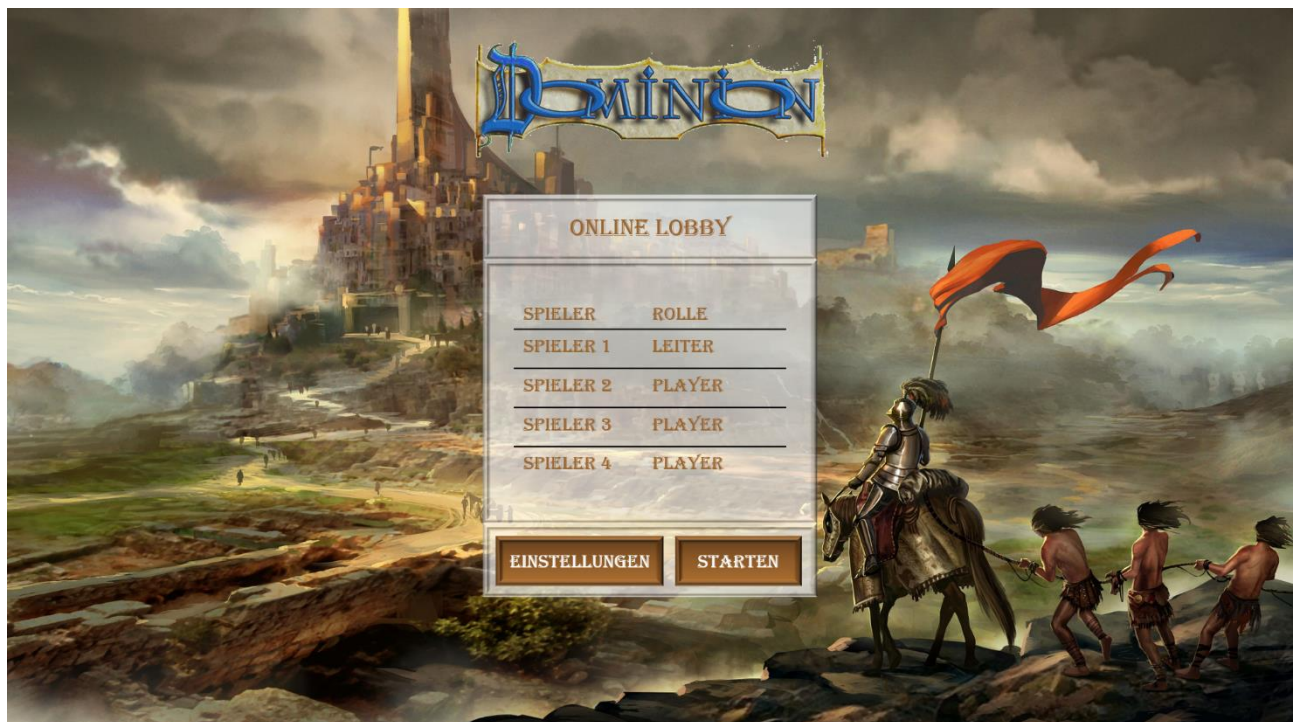 DOMINION
ONLINE LOBBY
SPIELER ROLLE
SPIELER 1 LEITER
SPIELER 2 PLAYER
SPIELER 3 PLAYER
SPIELER 4 PLAYER
EINSTELLUNGEN STARTEN